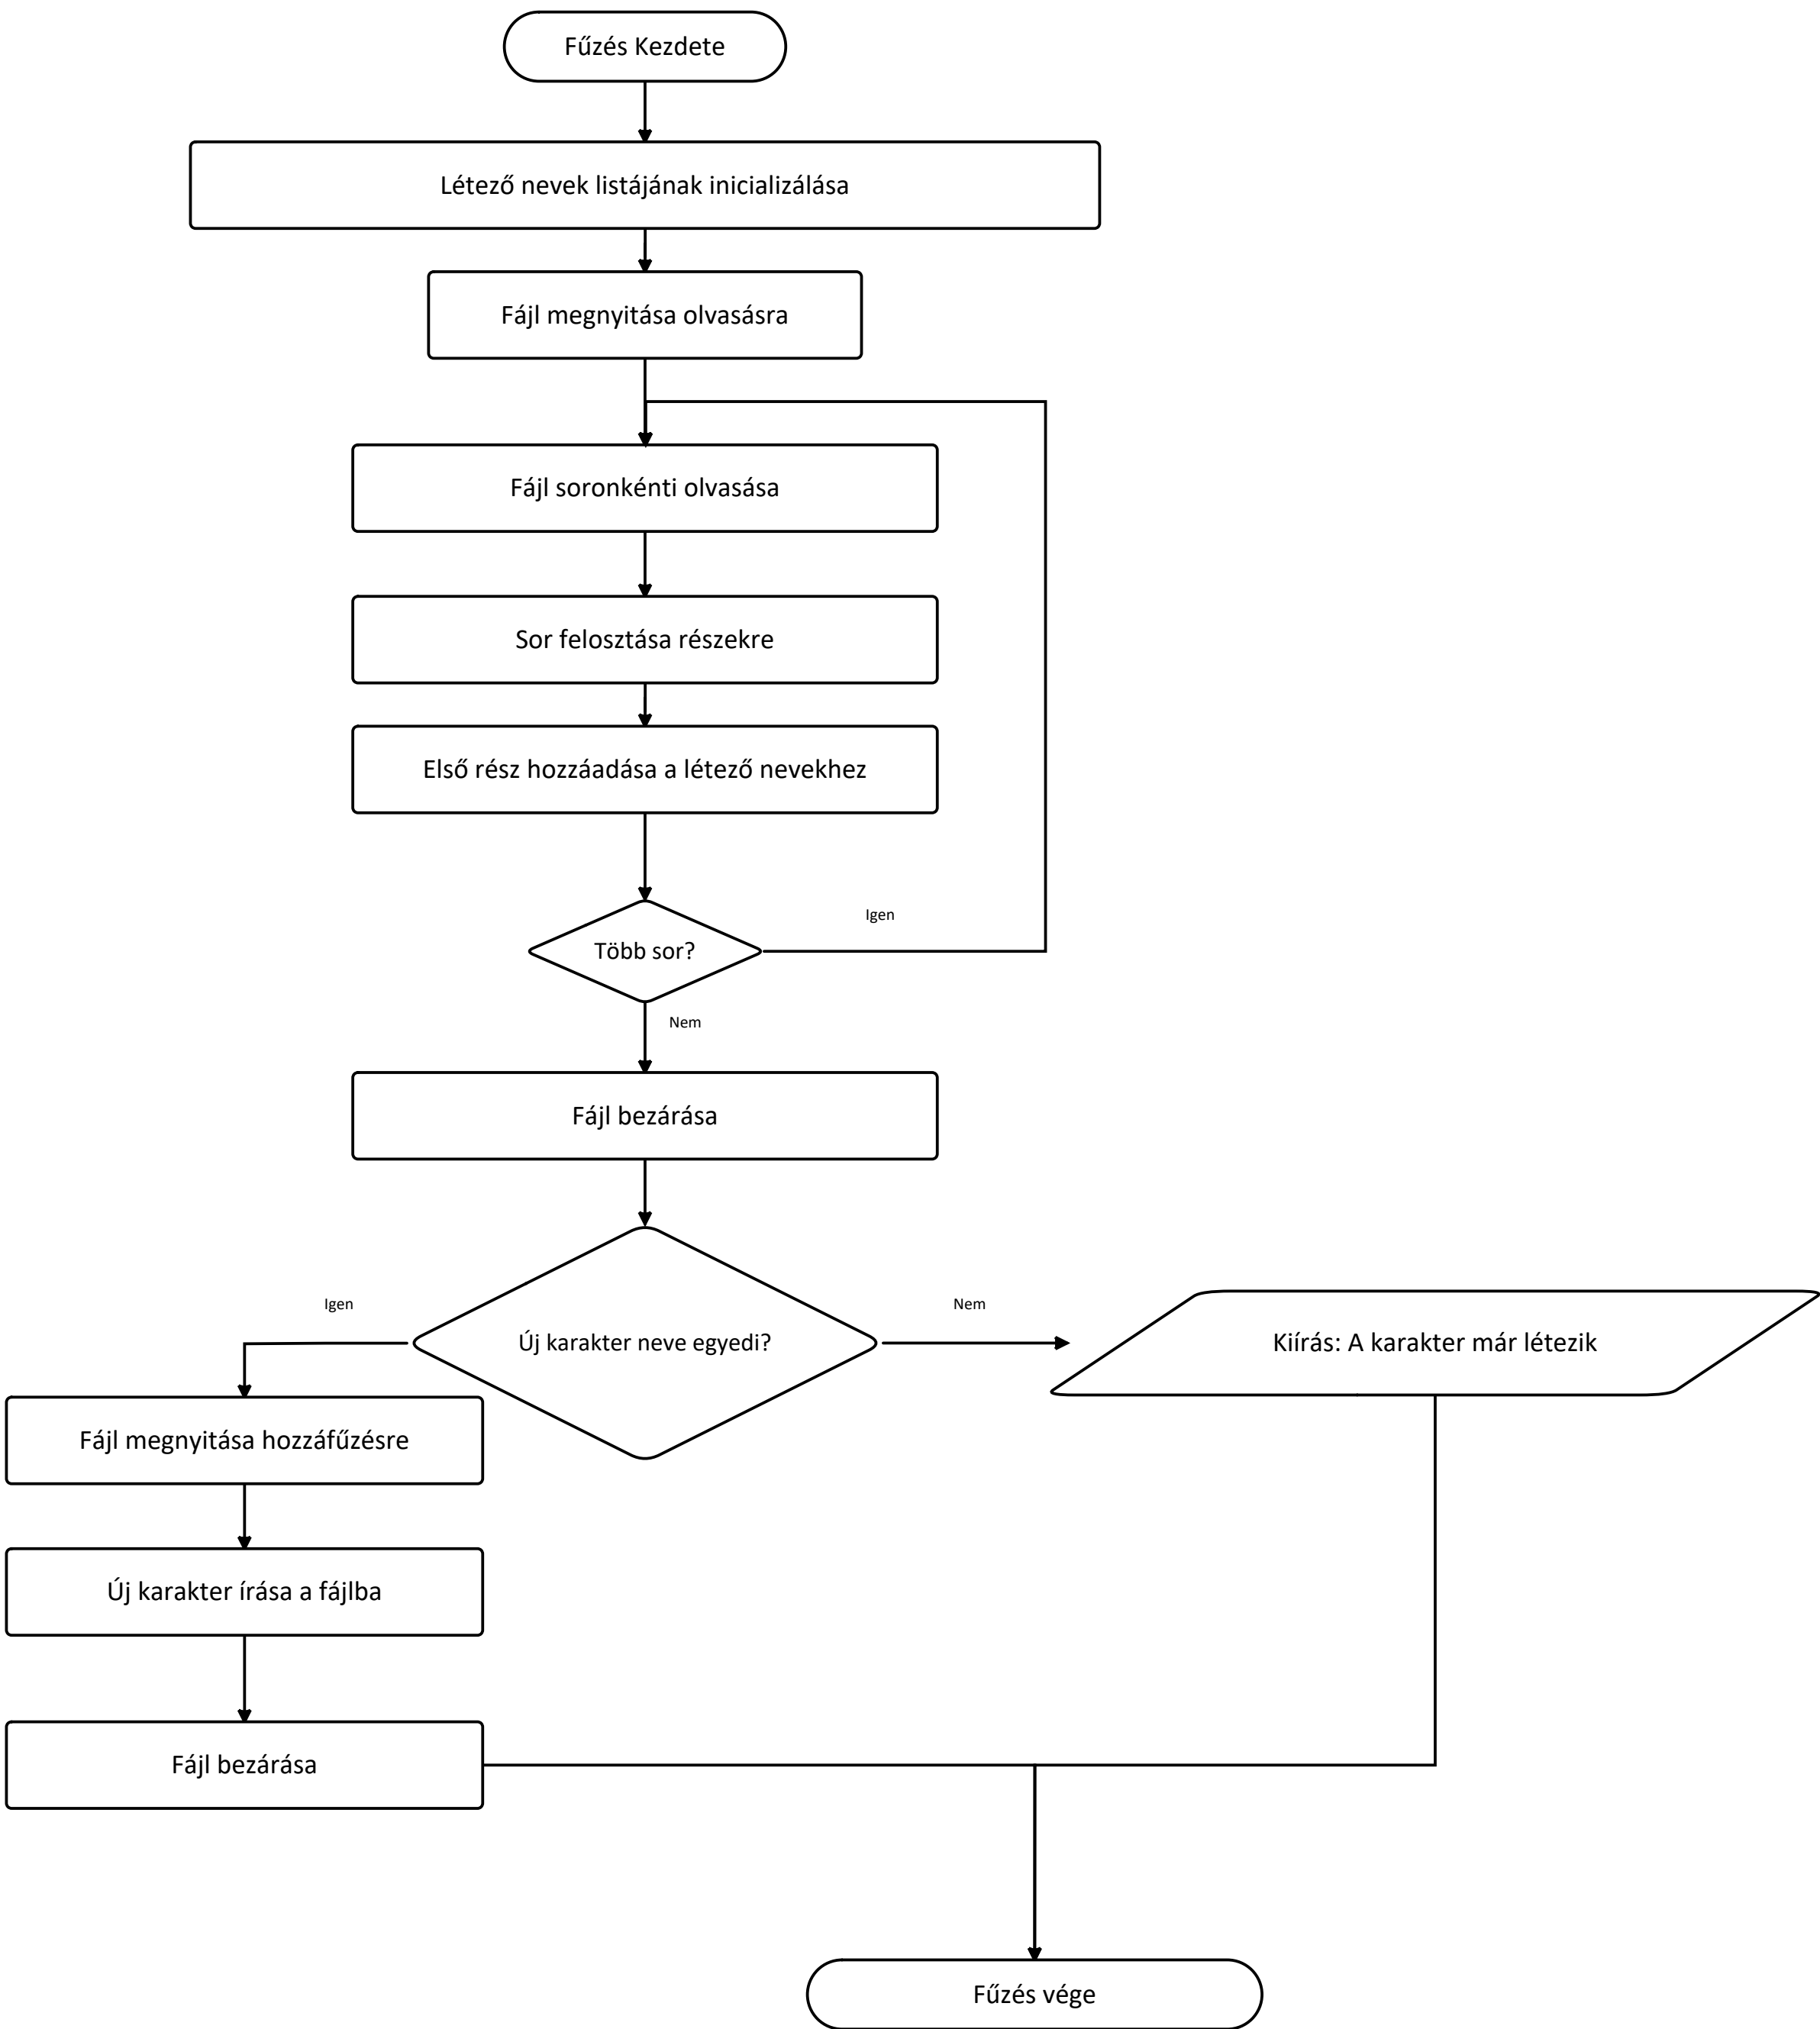 Fűzés Kezdete
Létező nevek listájának inicializálása
Fájl megnyitása olvasásra
Fájl soronkénti olvasása
Sor felosztása részekre
Első rész hozzáadása a létező nevekhez
Igen
Több sor?
Nem
Fájl bezárása
Igen
Nem
Új karakter neve egyedi?
Kiírás: A karakter már létezik
Fájl megnyitása hozzáfűzésre
Új karakter írása a fájlba
Fájl bezárása
Fűzés vége